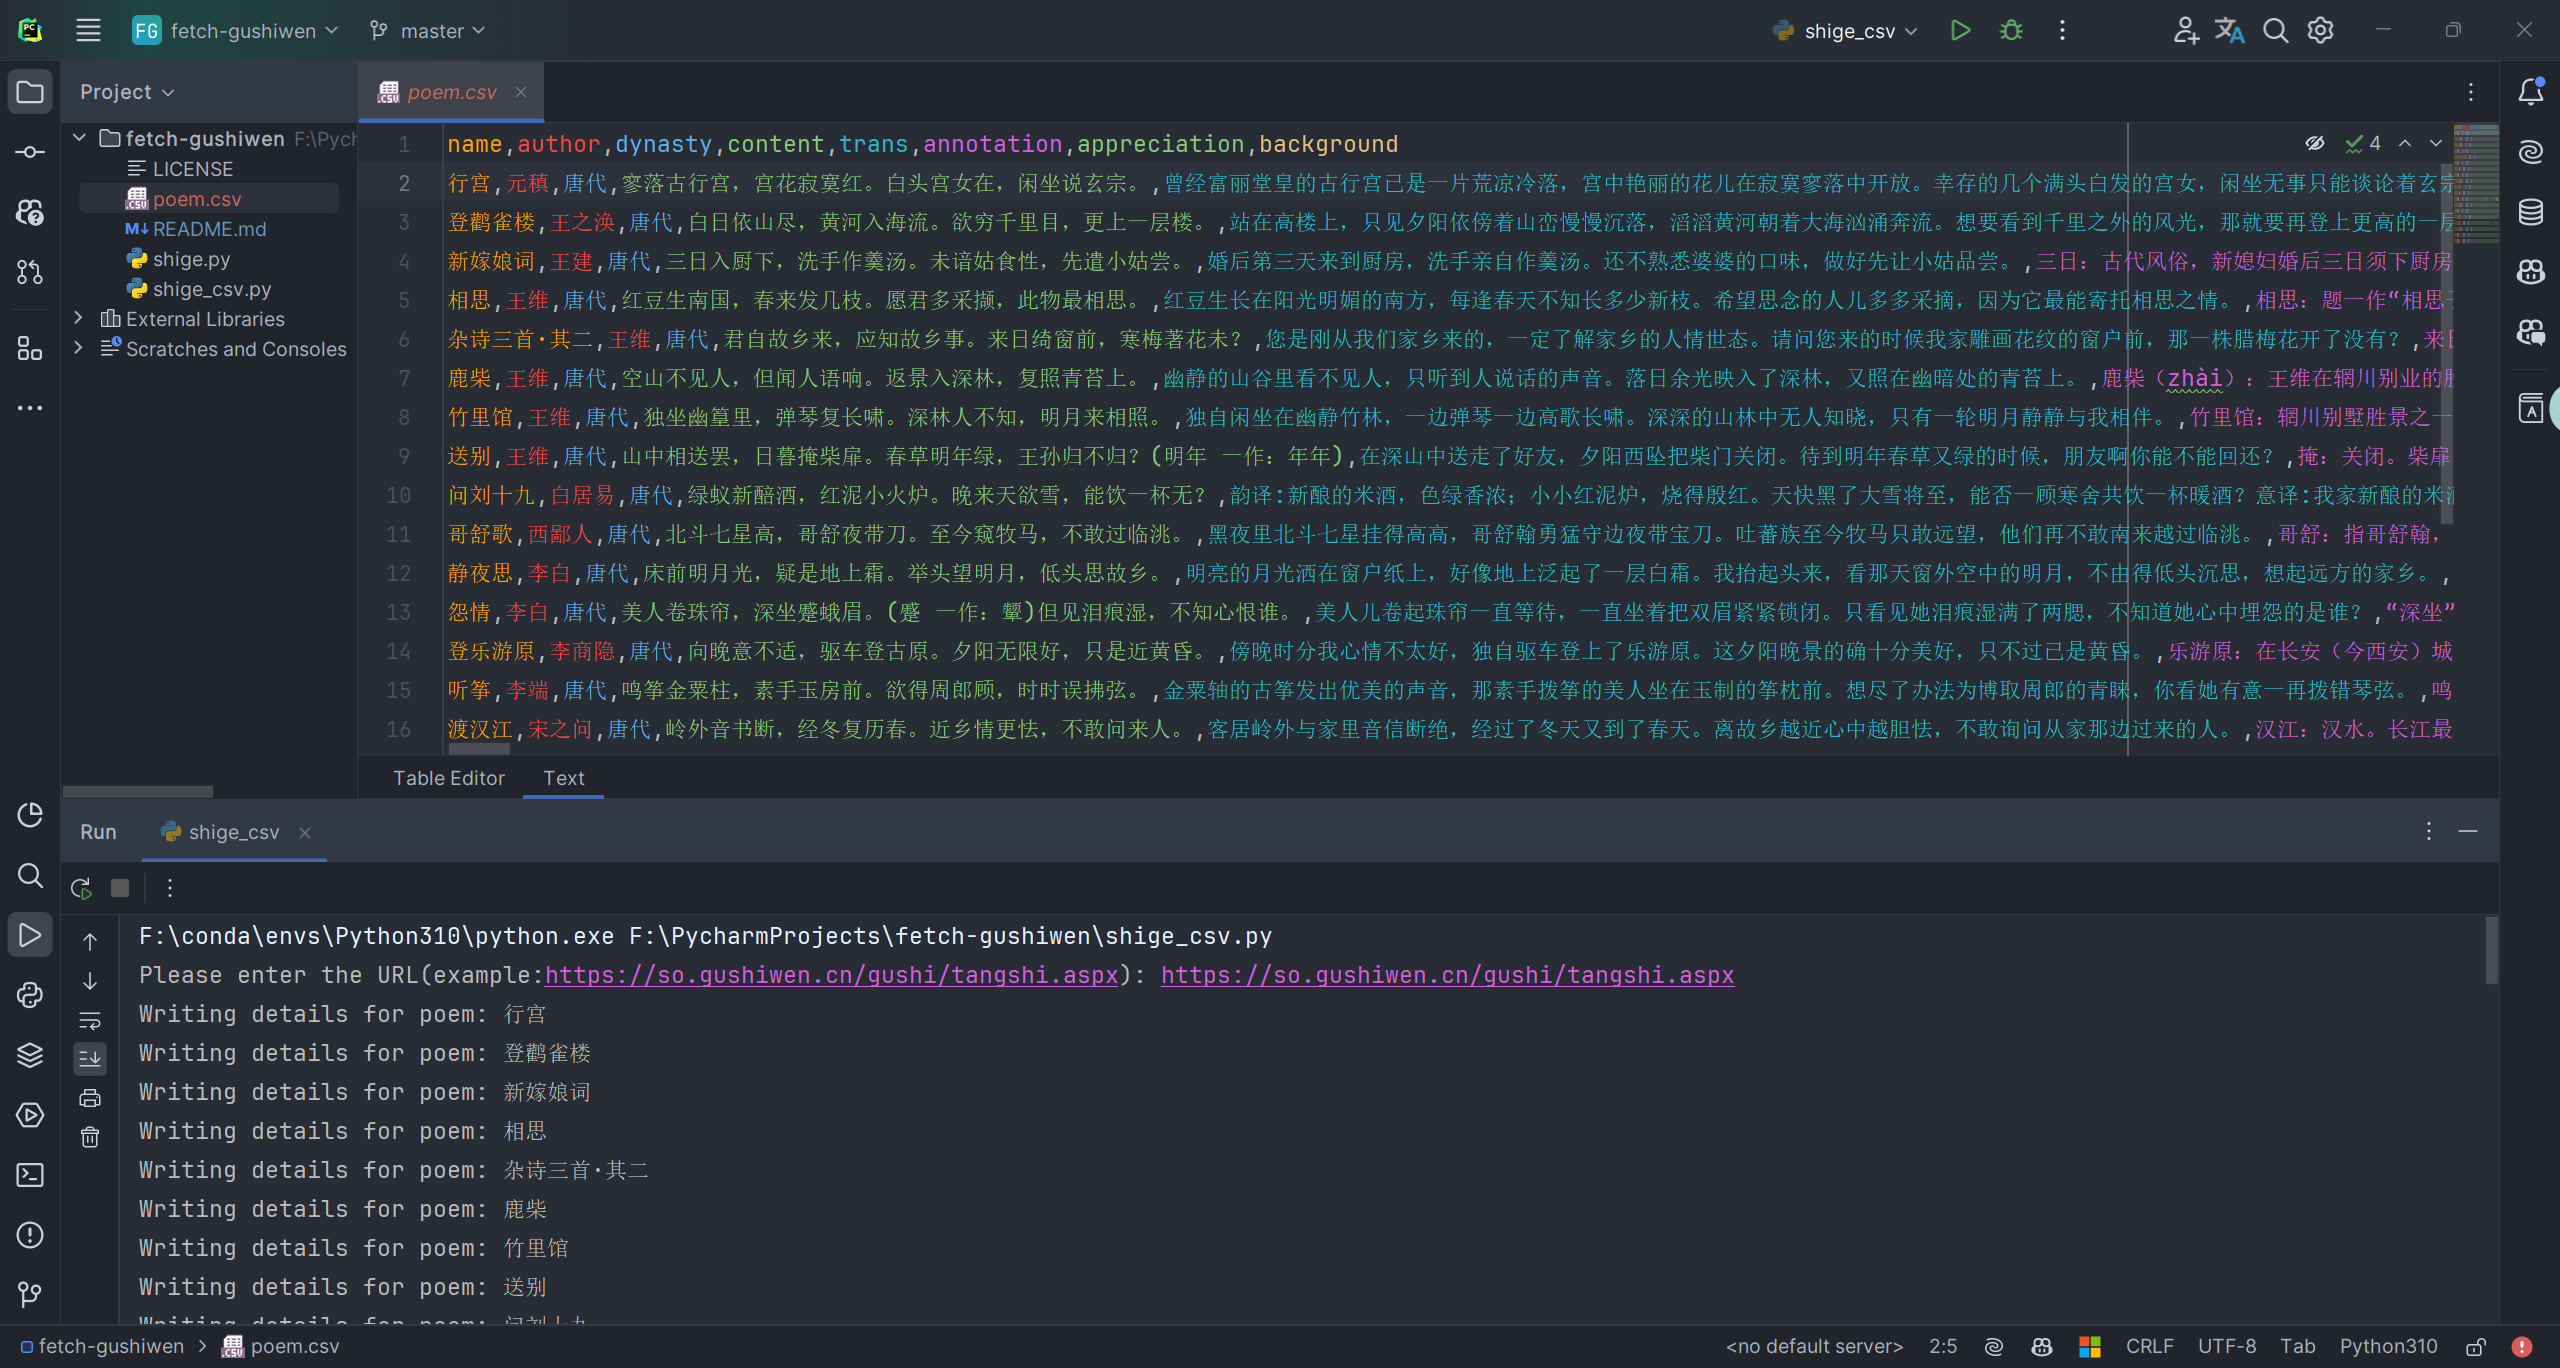 FG fetch-gushiwen master shige_csv
Project
poem.csv
fetch-gushiwen F:\Pych
LICENSE
poem.csv
README.md
shige.py
shige_csv.py
External Libraries
Scratches and Consoles
4
1 name,author,dynasty,content,trans,annotation,appreciation,background
2 行宫,元稹,唐代,寥落古行宫，宫花寂寞红。白头宫女在，闲坐说玄宗。,曾经富丽堂皇的古行宫已是一片荒凉冷落，宫中艳丽的花儿在寂寞寥落中开放。幸存的几个满头白发的宫女，闲坐无事只能谈论着玄宗
3 登鹳雀楼,王之涣,唐代,白日依山尽，黄河入海流。欲穷千里目，更上一层楼。,站在高楼上，只见夕阳依傍着山峦慢慢沉落，滔滔黄河朝着大海汹涌奔流。想要看到千里之外的风光，那就要再登上更高的一层
4 新嫁娘词,王建,唐代,三日入厨下，洗手作羹汤。未谙姑食性，先遣小姑尝。,婚后第三天来到厨房，洗手亲自作羹汤。还不熟悉婆婆的口味，做好先让小姑品尝。,三日：古代风俗，新媳妇婚后三日须下厨房
5 相思,王维,唐代,红豆生南国，春来发几枝。愿君多采撷，此物最相思。,红豆生长在阳光明媚的南方，每逢春天不知长多少新枝。希望思念的人儿多多采摘，因为它最能寄托相思之情。,相思：题一作“相思
6 杂诗三首·其二,王维,唐代,君自故乡来，应知故乡事。来日绮窗前，寒梅著花未？,您是刚从我们家乡来的，一定了解家乡的人情世态。请问您来的时候我家雕画花纹的窗户前，那一株腊梅花开了没有？,来日
7 鹿柴,王维,唐代,空山不见人，但闻人语响。返景入深林，复照青苔上。,幽静的山谷里看不见人，只听到人说话的声音。落日余光映入了深林，又照在幽暗处的青苔上。,鹿柴（zhài）：王维在辋川别业的胜
8 竹里馆,王维,唐代,独坐幽篁里，弹琴复长啸。深林人不知，明月来相照。,独自闲坐在幽静竹林，一边弹琴一边高歌长啸。深深的山林中无人知晓，只有一轮明月静静与我相伴。,竹里馆：辋川别墅胜景之一
9 送别,王维,唐代,山中相送罢，日暮掩柴扉。春草明年绿，王孙归不归？(明年 一作：年年),在深山中送走了好友，夕阳西坠把柴门关闭。待到明年春草又绿的时候，朋友啊你能不能回还？,掩：关闭。柴扉
10 问刘十九,白居易,唐代,绿蚁新醅酒，红泥小火炉。晚来天欲雪，能饮一杯无？,韵译:新酿的米酒，色绿香浓；小小红泥炉，烧得殷红。天快黑了大雪将至，能否一顾寒舍共饮一杯暖酒？意译:我家新酿的米酒
11 哥舒歌,西鄙人,唐代,北斗七星高，哥舒夜带刀。至今窥牧马，不敢过临洮。,黑夜里北斗七星挂得高高，哥舒翰勇猛守边夜带宝刀。吐蕃族至今牧马只敢远望，他们再不敢南来越过临洮。,哥舒：指哥舒翰，
12 静夜思,李白,唐代,床前明月光，疑是地上霜。举头望明月，低头思故乡。,明亮的月光洒在窗户纸上，好像地上泛起了一层白霜。我抬起头来，看那天窗外空中的明月，不由得低头沉思，想起远方的家乡。,
13 怨情,李白,唐代,美人卷珠帘，深坐蹙蛾眉。(蹙 一作：颦)但见泪痕湿，不知心恨谁。,美人儿卷起珠帘一直等待，一直坐着把双眉紧紧锁闭。只看见她泪痕湿满了两腮，不知道她心中埋怨的是谁？,“深坐”
14 登乐游原,李商隐,唐代,向晚意不适，驱车登古原。夕阳无限好，只是近黄昏。,傍晚时分我心情不太好，独自驱车登上了乐游原。这夕阳晚景的确十分美好，只不过已是黄昏。,乐游原：在长安（今西安）城
15 听筝,李端,唐代,鸣筝金粟柱，素手玉房前。欲得周郎顾，时时误拂弦。,金粟轴的古筝发出优美的声音，那素手拨筝的美人坐在玉制的筝枕前。想尽了办法为博取周郎的青睐，你看她有意一再拨错琴弦。,鸣
16 渡汉江,宋之问,唐代,岭外音书断，经冬复历春。近乡情更怯，不敢问来人。,客居岭外与家里音信断绝，经过了冬天又到了春天。离故乡越近心中越胆怯，不敢询问从家那边过来的人。,汉江：汉水。长江最
Table Editor Text
Run shige_csv
F:\conda\envs\Python310\python.exe F:\PycharmProjects\fetch-gushiwen\shige_csv.py
Please enter the URL(example:https://so.gushiwen.cn/gushi/tangshi.aspx): https://so.gushiwen.cn/gushi/tangshi.aspx
Writing details for poem: 行宫
Writing details for poem: 登鹳雀楼
Writing details for poem: 新嫁娘词
Writing details for poem: 相思
Writing details for poem: 杂诗三首·其二
Writing details for poem: 鹿柴
Writing details for poem: 竹里馆
Writing details for poem: 送别
Writing details for poem: 问刘十九
fetch-gushiwen > poem.csv <no default server> 2:5 CRLF UTF-8 Tab Python310